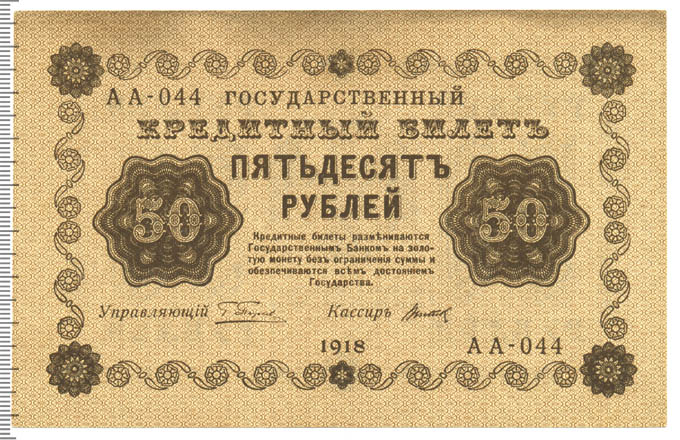 АА-044 ГОСУДАРСТВЕННЫЙ
КРЕДИТНЫЙ БИЛЕТЪ
ПЯТЬДЕСЯТЪ
РУБЛЕЙ
50
50
Кредитные билеты размѣниваются
Государственнымъ Банкомъ на золо-
тую монету безъ ограниченія суммы и
обезпечиваются всѣмъ достояніемъ
Государства.
Управляющій
Кассиръ
1918
АА-044